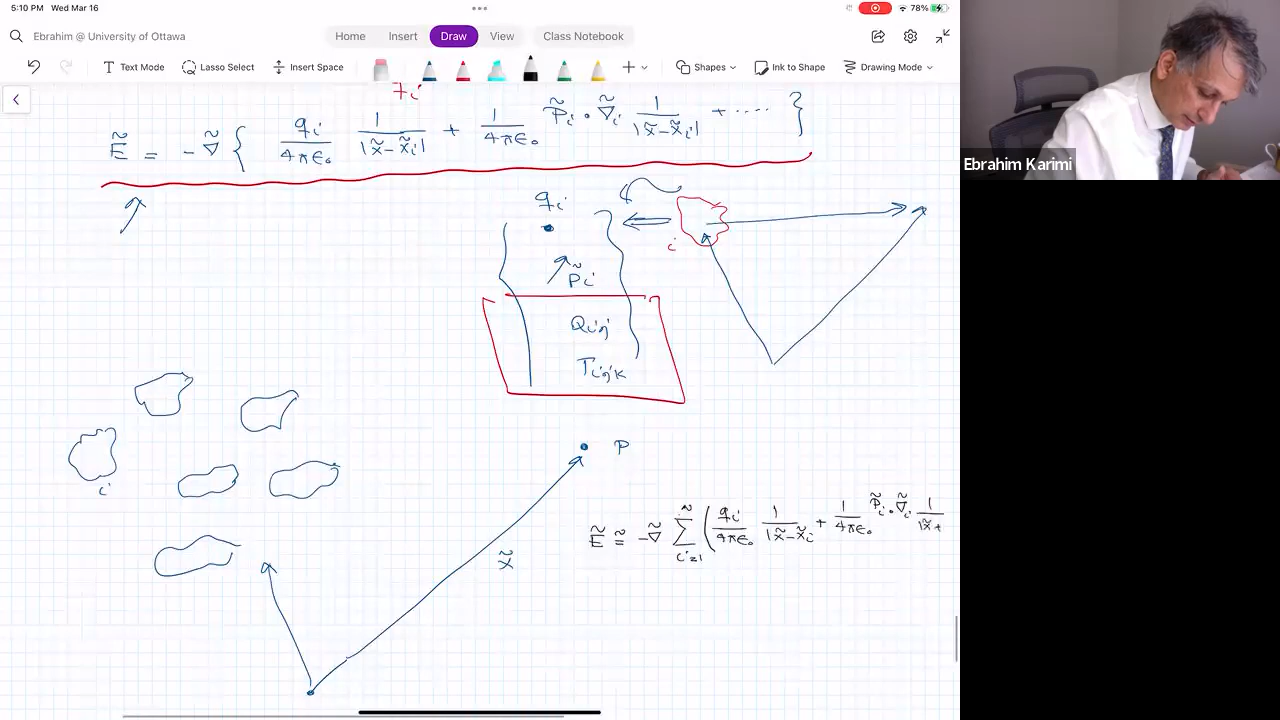 5:10 PM Wed Mar 16
78%
Ebrahim @ University of Ottawa
Home Insert Draw View Class Notebook
Text Mode Lasso Select Insert Space Shapes Ink to Shape Drawing Mode
Ẽ = -∇̃ { qᵢ/4πε₀ 1/|x̃-x̃ᵢ| + 1/4πε₀ P̃ᵢ · ∇̃ᵢ 1/|x̃-x̃ᵢ| + ···· }
Ebrahim Karimi
qᵢ
i
P̃ᵢ
Qᵢⱼ
Tᵢⱼₖ
P
i
Ẽ ≅ -∇̃ Σ i=1 N ( qᵢ/4πε₀ 1/|x̃-x̃ᵢ + 1/4πε₀ P̃ᵢ · ∇̃ᵢ 1/|x̃
x̃